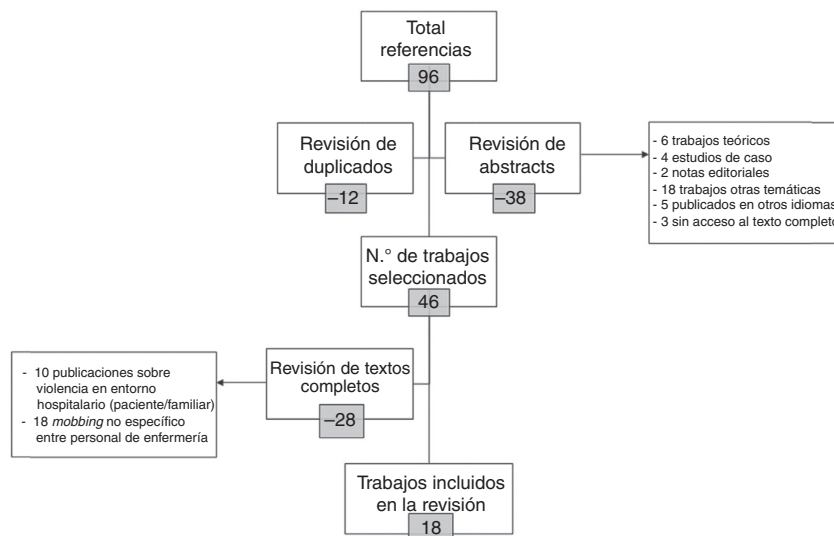 Total
referencias
96
Revisión de
duplicados
–12
Revisión de
abstracts
–38
- 6 trabajos teóricos
- 4 estudios de caso
- 2 notas editoriales
- 18 trabajos otras temáticas
- 5 publicados en otros idiomas
- 3 sin acceso al texto completo
N.° de trabajos
seleccionados
46
- 10 publicaciones sobre
violencia en entorno
hospitalario (paciente/familiar)
- 18 mobbing no específico
entre personal de enfermería
Revisión de textos
completos
–28
Trabajos incluidos
en la revisión
18